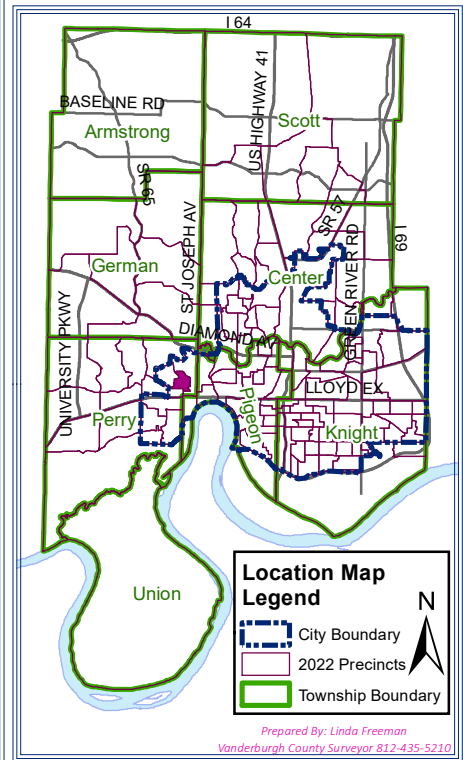 I 64
US HIGHWAY 41
BASELINE RD
Armstrong
Scott
SR 65
ST JOSEPH AV
SR 57
GREEN RIVER RD
I 69
German
Center
UNIVERSITY PKWY
DIAMOND AV
LLOYD EX
Perry
Pigeon
Knight
Union
Location Map
Legend
N
City Boundary
2022 Precincts
Township Boundary
Prepared By: Linda Freeman
Vanderburgh County Surveyor 812-435-5210